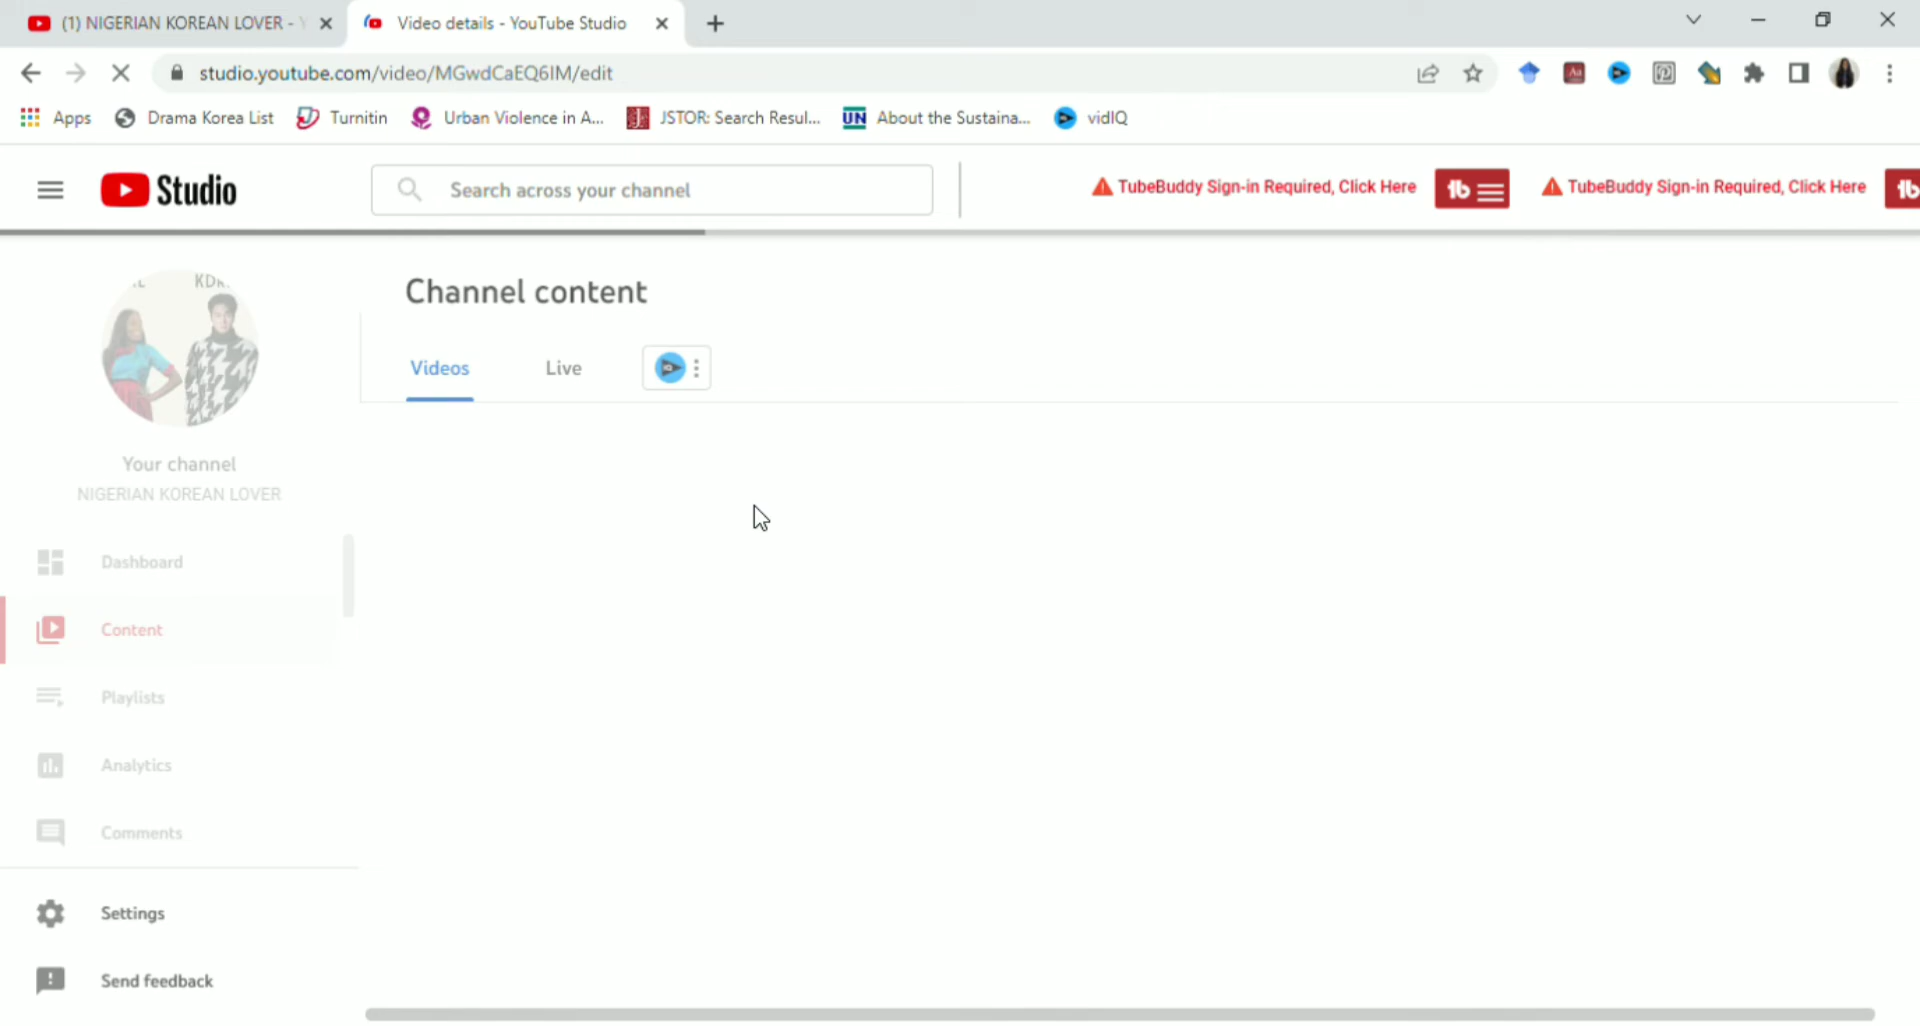 (1) NIGERIAN KOREAN LOVER -
Video details - YouTube Studio
studio.youtube.com/video/MGwdCaEQ6IM/edit
Apps
Drama Korea List
Turnitin
Urban Violence in A...
JSTOR: Search Resul...
UN About the Sustaina...
vidIQ
Studio
Search across your channel
TubeBuddy Sign-in Required, Click Here
tb
TubeBuddy Sign-in Required, Click Here
tb
Channel content
Videos
Live
Your channel
NIGERIAN KOREAN LOVER
Dashboard
Content
Playlists
Analytics
Comments
Settings
Send feedback